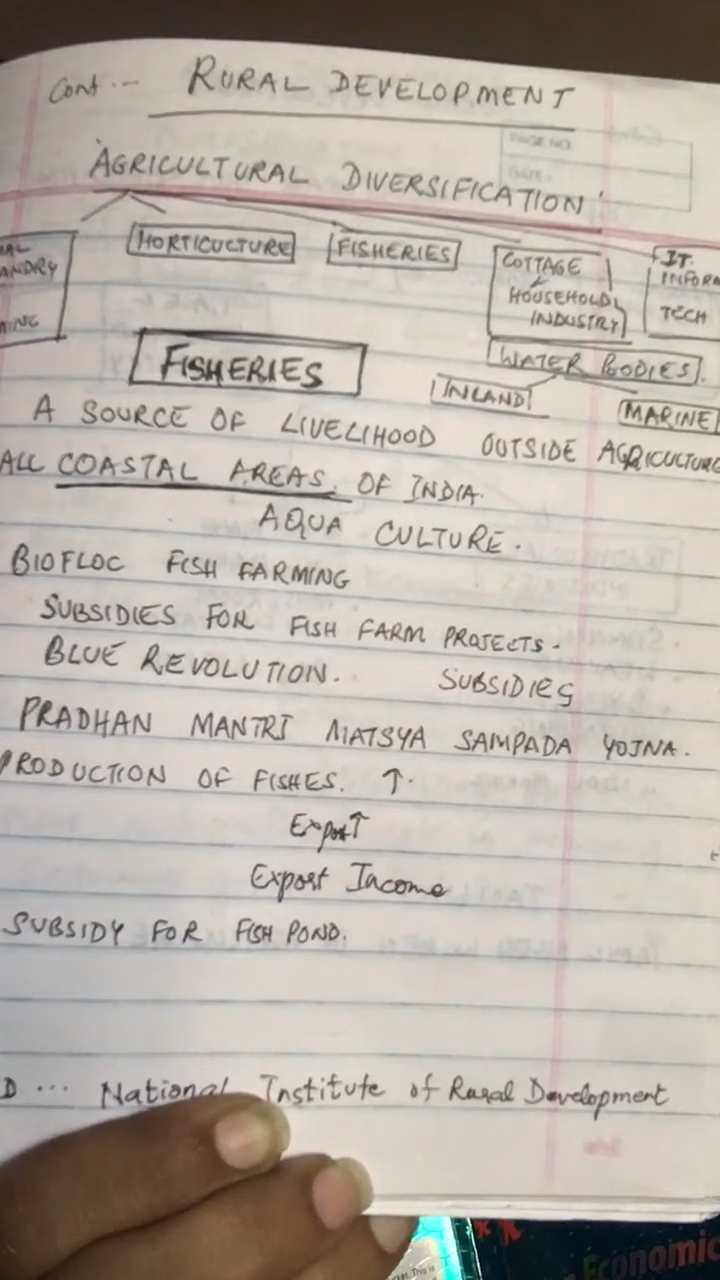 Cont... RURAL DEVELOPMENT
AGRICULTURAL DIVERSIFICATION
HORTICULTURE
FISHERIES
COTTAGE
HOUSEHOLD
INDUSTRY
I.T.
INFOR
TECH
FISHERIES
WATER BODIES.
INLAND
MARINE
A SOURCE OF LIVELIHOOD OUTSIDE AGRICULTURE
ALL COASTAL AREAS. OF INDIA.
AQUA CULTURE.
BIOFLOC FISH FARMING
SUBSIDIES FOR FISH FARM PROJECTS.
BLUE REVOLUTION. SUBSIDIES
PRADHAN MANTRI MATSYA SAMPADA YOJNA.
PRODUCTION OF FISHES. ↑.
Export↑
Export Income
SUBSIDY FOR FISH POND.
D ... National Institute of Rural Development
Economic